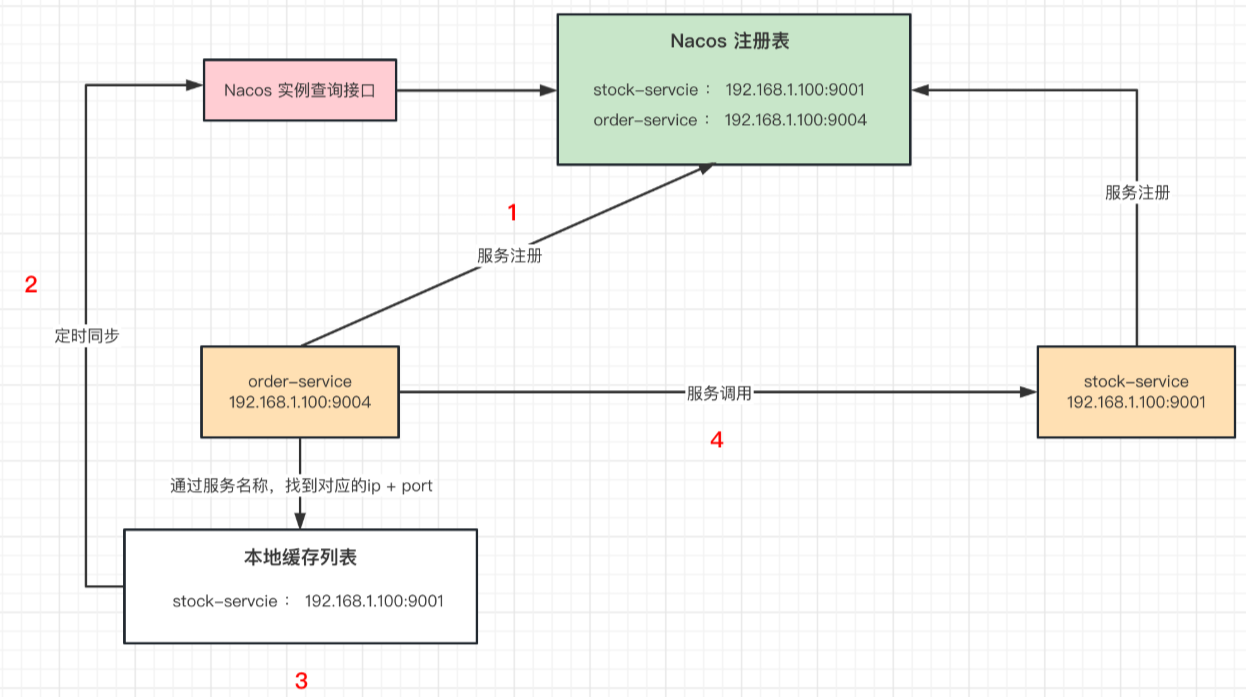 Nacos 注册表
Nacos 实例查询接口
stock-servcie： 192.168.1.100:9001
order-service： 192.168.1.100:9004
服务注册
1
服务注册
2
定时同步
order-service
192.168.1.100:9004
服务调用
4
stock-service
192.168.1.100:9001
通过服务名称，找到对应的ip + port
本地缓存列表
stock-servcie： 192.168.1.100:9001
3